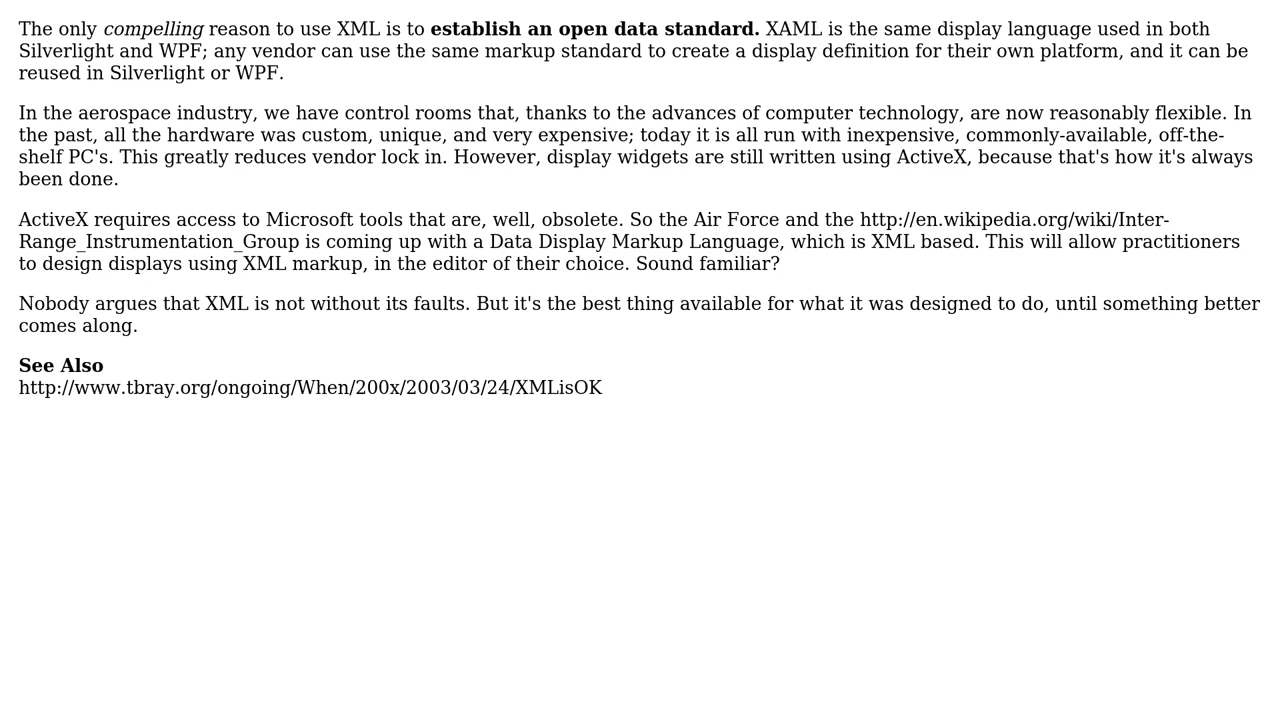 The only compelling reason to use XML is to establish an open data standard. XAML is the same display language used in both
Silverlight and WPF; any vendor can use the same markup standard to create a display definition for their own platform, and it can be
reused in Silverlight or WPF.
In the aerospace industry, we have control rooms that, thanks to the advances of computer technology, are now reasonably flexible. In
the past, all the hardware was custom, unique, and very expensive; today it is all run with inexpensive, commonly-available, off-the-
shelf PC's. This greatly reduces vendor lock in. However, display widgets are still written using ActiveX, because that's how it's always
been done.
ActiveX requires access to Microsoft tools that are, well, obsolete. So the Air Force and the http://en.wikipedia.org/wiki/Inter-
Range_Instrumentation_Group is coming up with a Data Display Markup Language, which is XML based. This will allow practitioners
to design displays using XML markup, in the editor of their choice. Sound familiar?
Nobody argues that XML is not without its faults. But it's the best thing available for what it was designed to do, until something better
comes along.
See Also
http://www.tbray.org/ongoing/When/200x/2003/03/24/XMLisOK